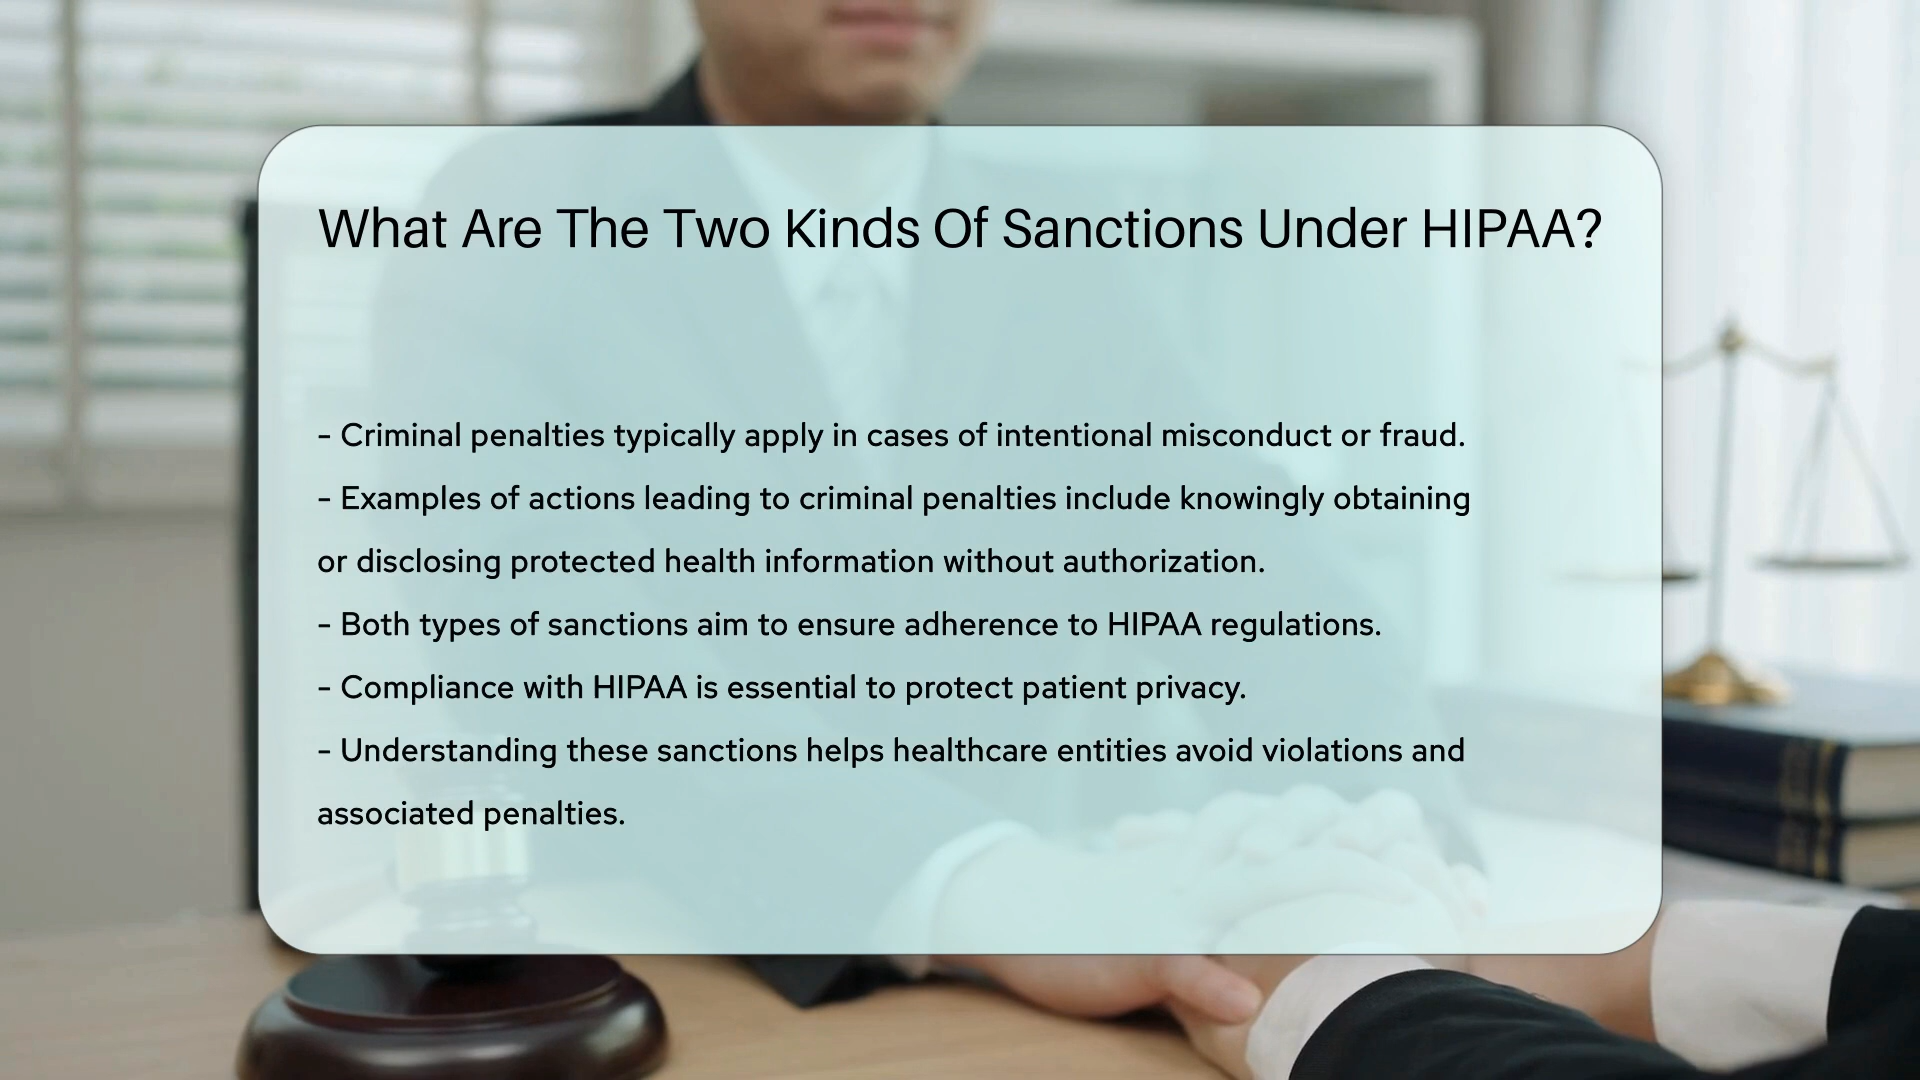 What Are The Two Kinds Of Sanctions Under HIPAA?
- Criminal penalties typically apply in cases of intentional misconduct or fraud.
- Examples of actions leading to criminal penalties include knowingly obtaining
or disclosing protected health information without authorization.
- Both types of sanctions aim to ensure adherence to HIPAA regulations.
- Compliance with HIPAA is essential to protect patient privacy.
- Understanding these sanctions helps healthcare entities avoid violations and
associated penalties.